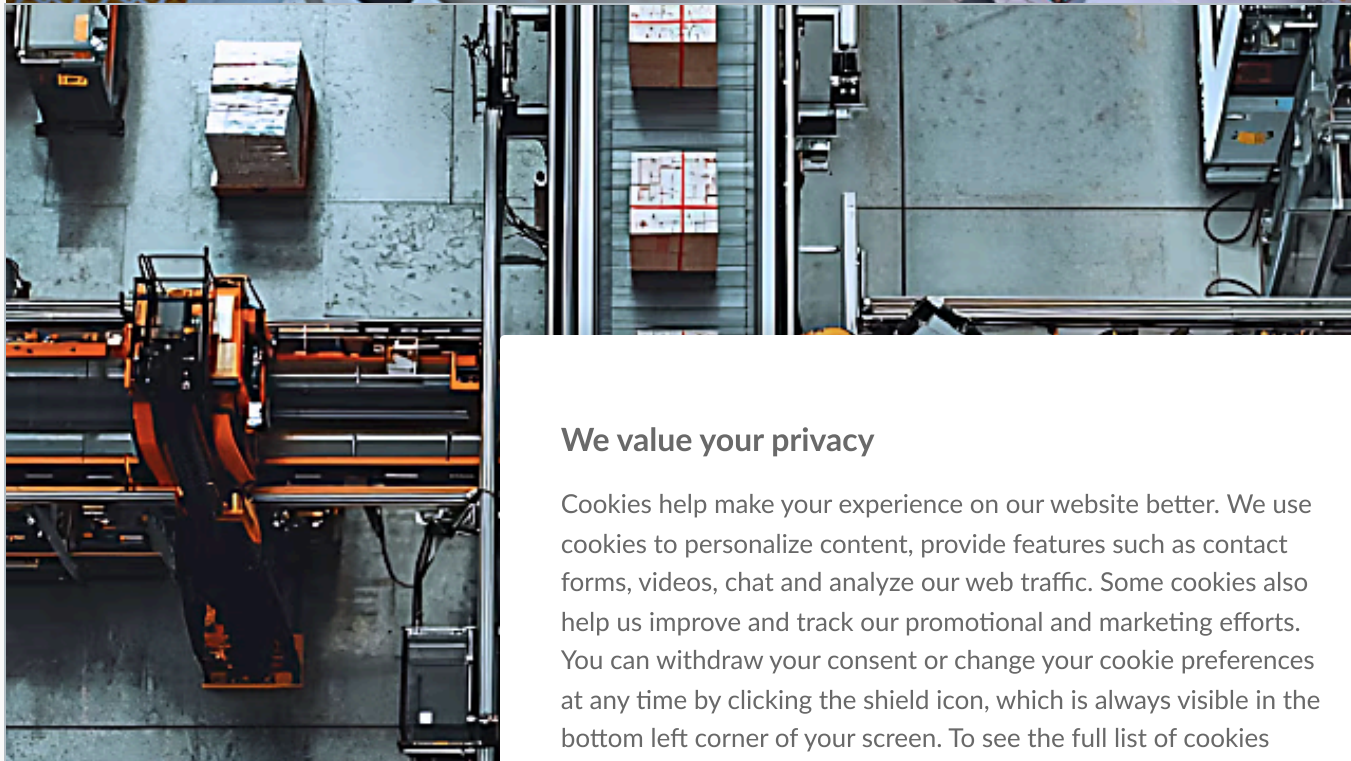 We value your privacy
Cookies help make your experience on our website better. We use
cookies to personalize content, provide features such as contact
forms, videos, chat and analyze our web traffic. Some cookies also
help us improve and track our promotional and marketing efforts.
You can withdraw your consent or change your cookie preferences
at any time by clicking the shield icon, which is always visible in the
bottom left corner of your screen. To see the full list of cookies